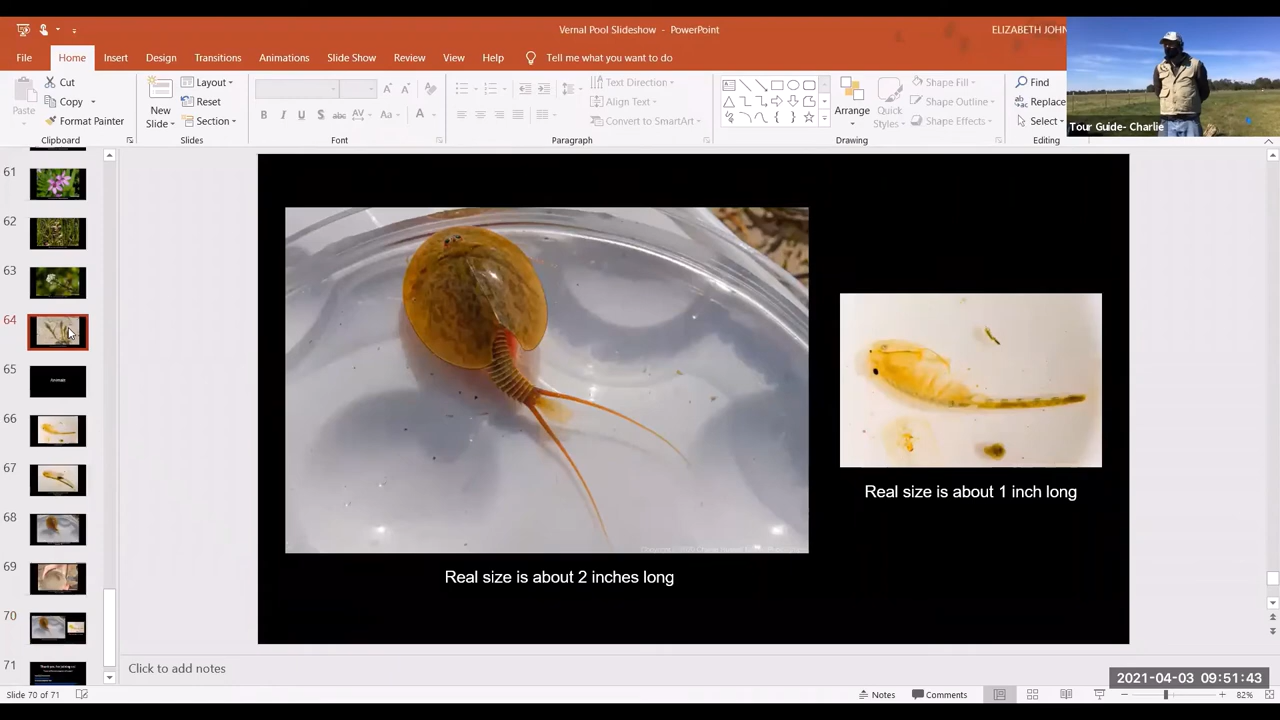 Vernal Pool Slideshow - PowerPoint
ELIZABETH JOHN
File Home Insert Design Transitions Animations Slide Show Review View Help Tell me what you want to do
Paste
Cut
Copy
Format Painter
Clipboard
New Slide
Layout
Reset
Section
Slides
Font
Text Direction
Align Text
Convert to SmartArt
Paragraph
Arrange
Quick Styles
Shape Fill
Shape Outline
Shape Effects
Drawing
Find
Replace
Select
Editing
Tour Guide- Charlie
61
62
63
64
65
Animals
66
67
68
69
70
71
Real size is about 2 inches long
Real size is about 1 inch long
Click to add notes
2021-04-03 09:51:43
Slide 70 of 71
Notes
Comments
82%